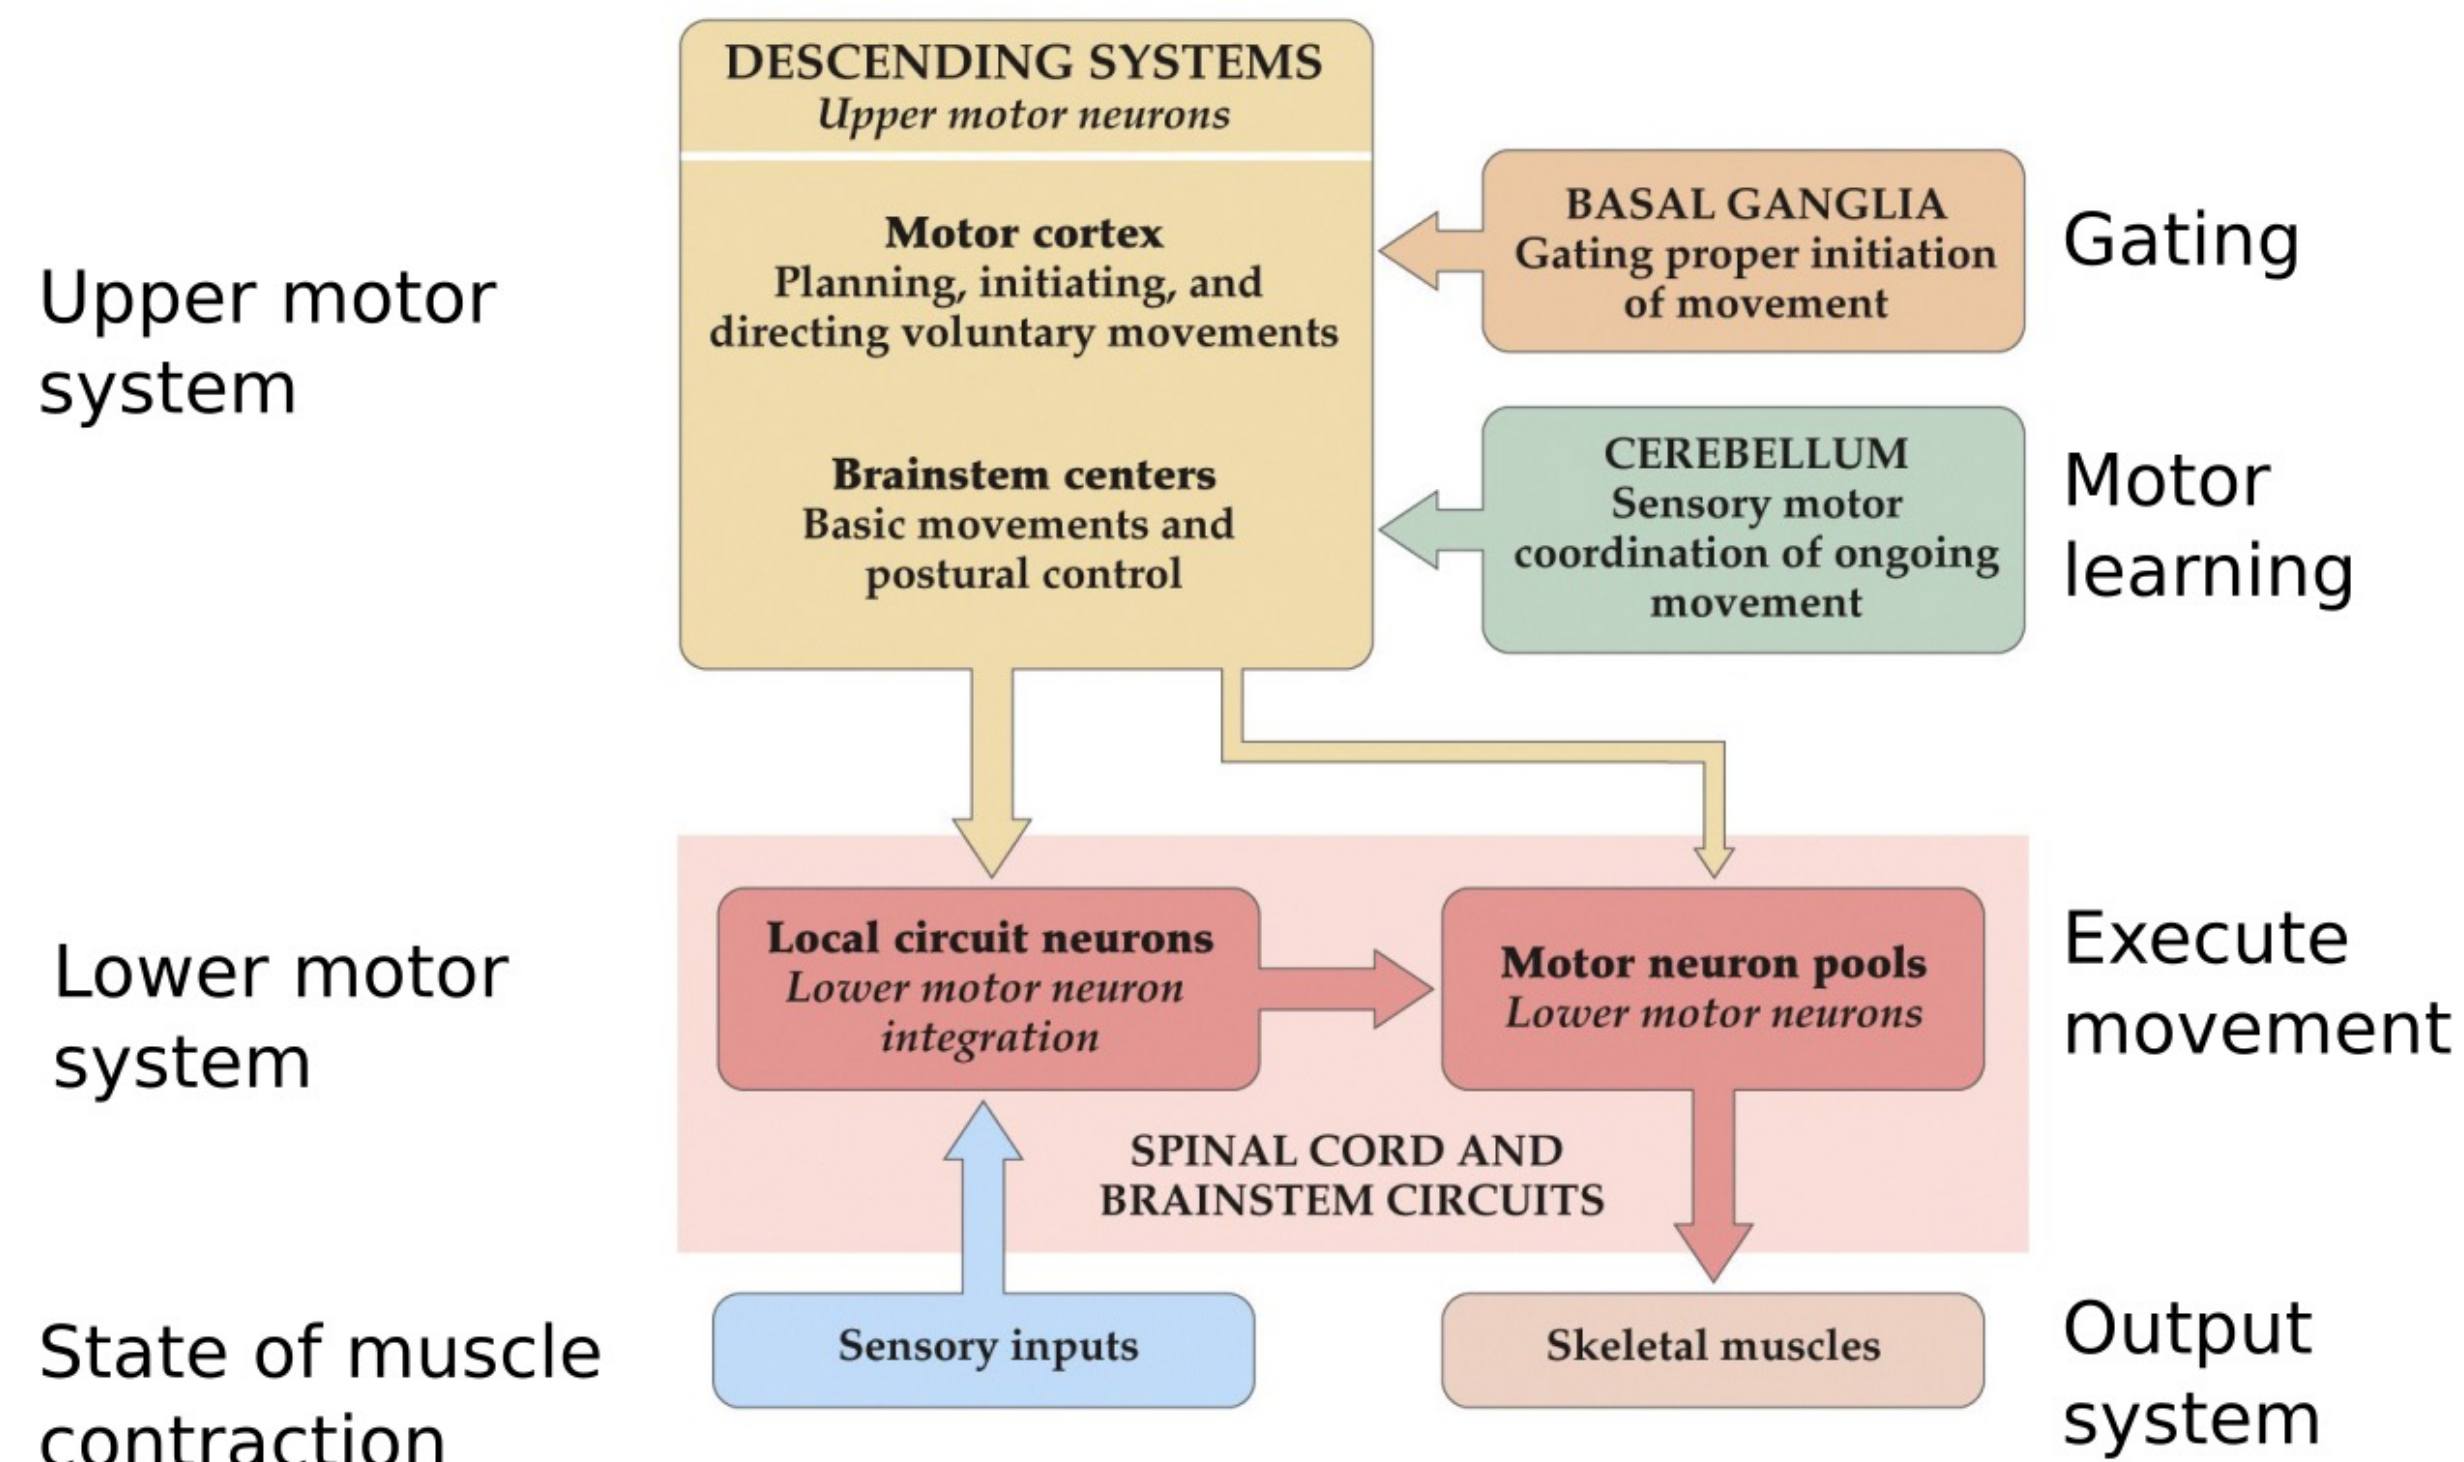 DESCENDING SYSTEMS
Upper motor neurons
Motor cortex
Planning, initiating, and
directing voluntary movements
Brainstem centers
Basic movements and
postural control
Upper motor
system
BASAL GANGLIA
Gating proper initiation
of movement
Gating
CEREBELLUM
Sensory motor
coordination of ongoing
movement
Motor
learning
Lower motor
system
Local circuit neurons
Lower motor neuron
integration
Motor neuron pools
Lower motor neurons
Execute
movement
SPINAL CORD AND
BRAINSTEM CIRCUITS
State of muscle
contraction
Sensory inputs
Skeletal muscles
Output
system